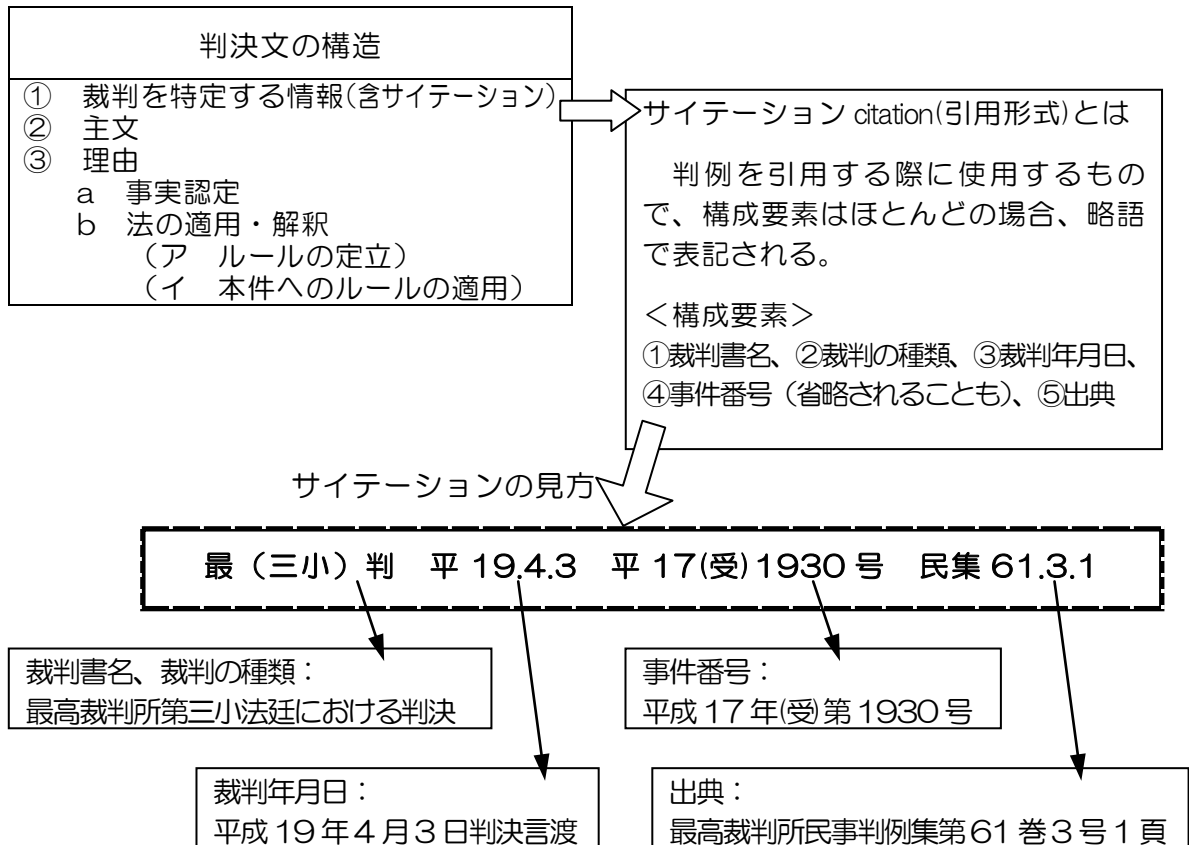 判決文の構造
① 裁判を特定する情報(含サイテーション)
② 主文
③ 理由
a 事実認定
b 法の適用・解釈
（ア ルールの定立）
（イ 本件へのルールの適用）
サイテーション citation(引用形式)とは
判例を引用する際に使用するもの
で、構成要素はほとんどの場合、略語
で表記される。
＜構成要素＞
①裁判書名、②裁判の種類、③裁判年月日、
④事件番号（省略されることも）、⑤出典
サイテーションの見方
最（三小）判 平 19.4.3 平 17(受)1930 号 民集 61.3.1
裁判書名、裁判の種類：
最高裁判所第三小法廷における判決
事件番号：
平成 17 年(受)第 1930 号
裁判年月日：
平成 19 年 4 月 3 日判決言渡
出典：
最高裁判所民事判例集第 61 巻 3 号 1 頁